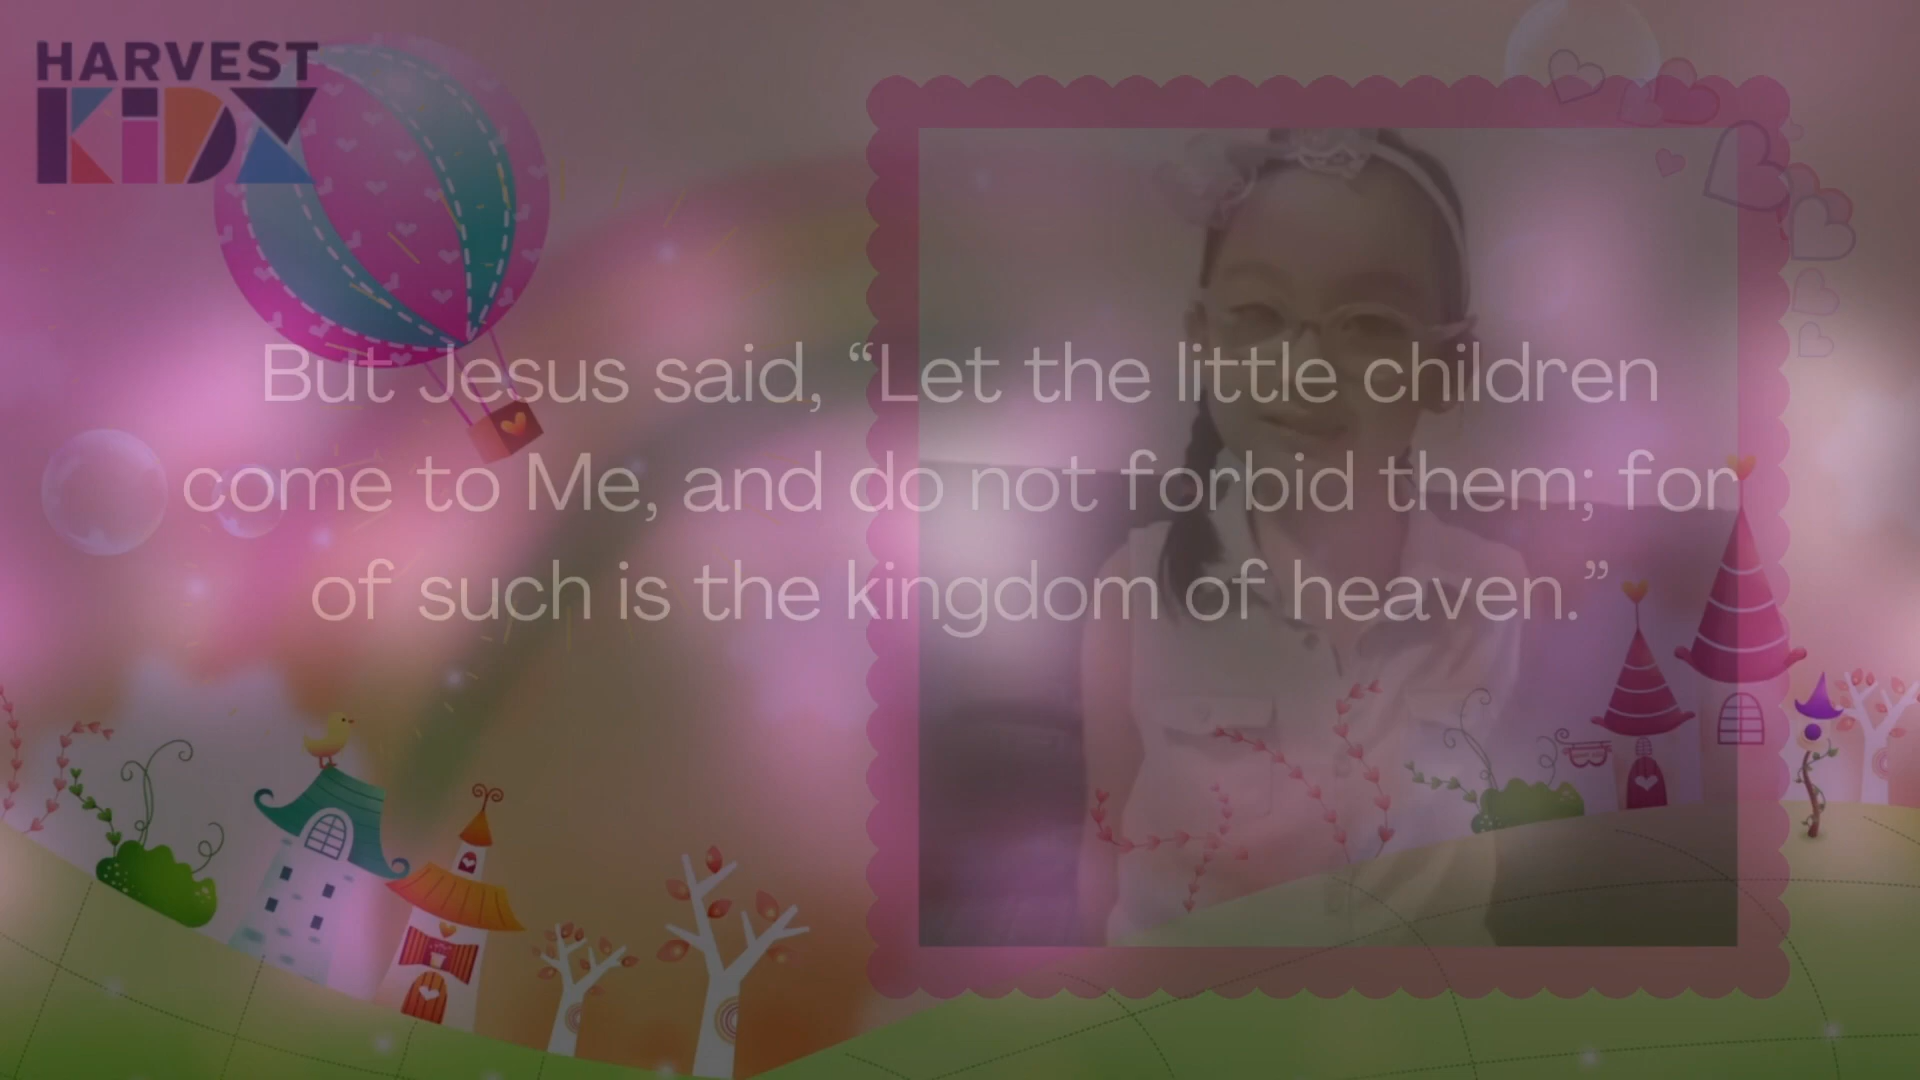 HARVEST
KIDX
But Jesus said, “Let the little children
come to Me, and do not forbid them; for
of such is the kingdom of heaven.”